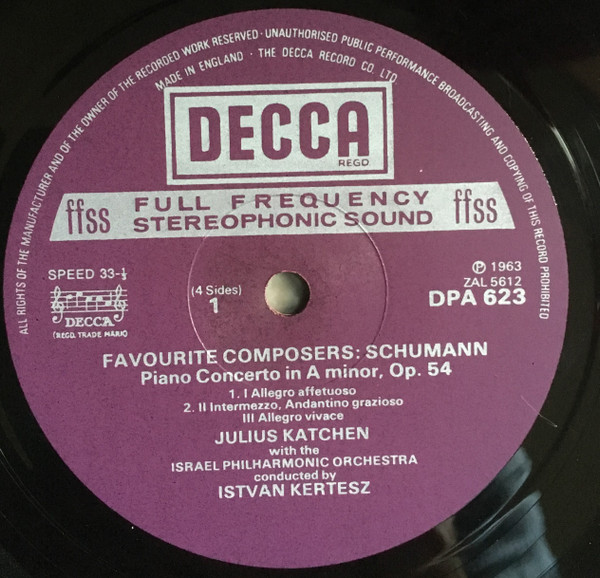 ALL RIGHTS OF THE MANUFACTURER AND OF THE OWNER OF THE RECORDED WORK RESERVED · UNAUTHORISED PUBLIC PERFORMANCE BROADCASTING AND COPYING OF THIS RECORD PROHIBITED
MADE IN ENGLAND · THE DECCA RECORD CO. LTD.
DECCA
REGD
ffss FULL FREQUENCY ffss
STEREOPHONIC SOUND
SPEED 33-⅓
DECCA
(REGD. TRADE MARK)
(4 Sides)
1
℗ 1963
ZAL 5612
DPA 623
FAVOURITE COMPOSERS: SCHUMANN
Piano Concerto in A minor, Op. 54
1. I Allegro affetuoso
2. II Intermezzo, Andantino grazioso
III Allegro vivace
JULIUS KATCHEN
with the
ISRAEL PHILHARMONIC ORCHESTRA
conducted by
ISTVAN KERTESZ